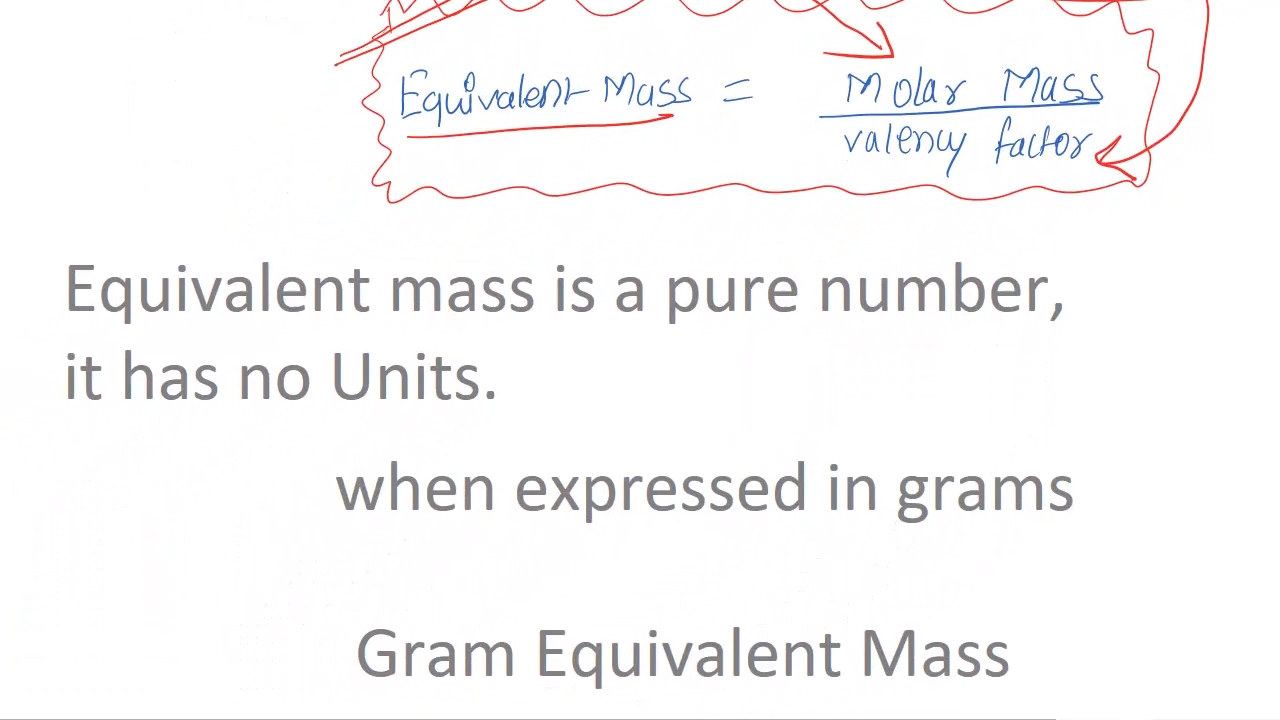 Equivalent Mass = Molar Mass
valency factor
Equivalent mass is a pure number,
it has no Units.
when expressed in grams
Gram Equivalent Mass